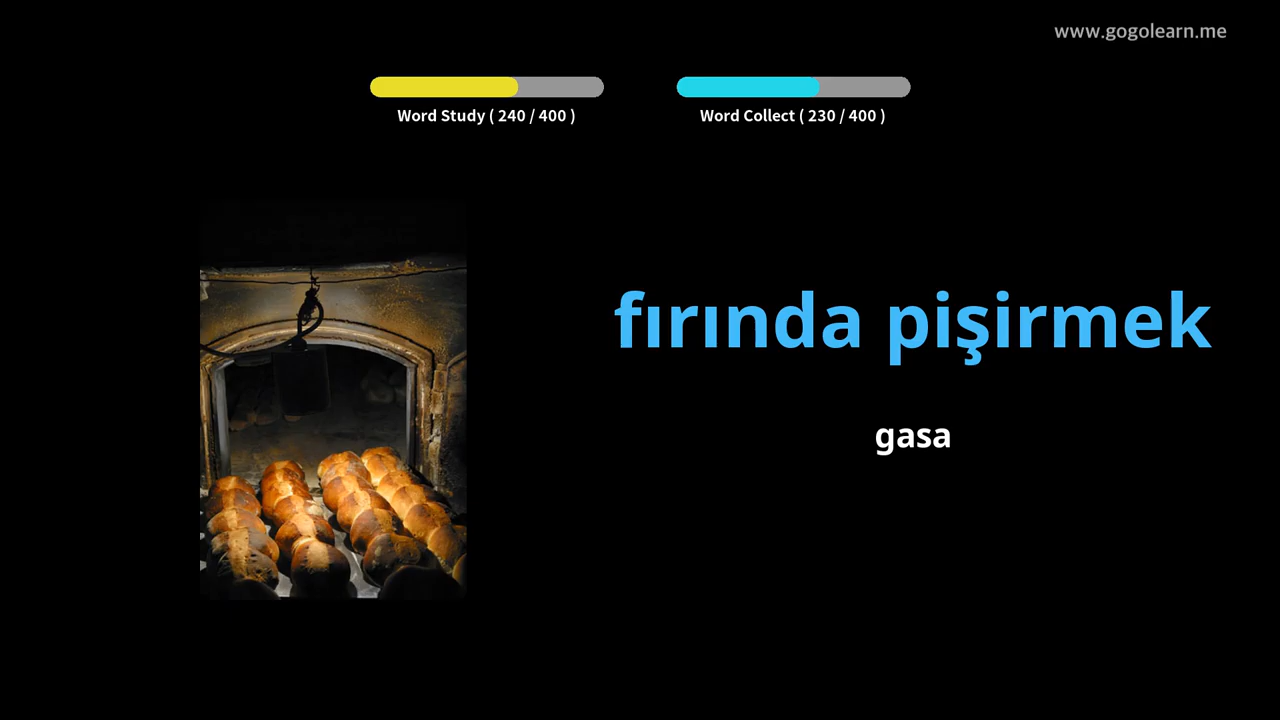 www.gogolearn.me
Word Study ( 240 / 400 )
Word Collect ( 230 / 400 )
fırında pişirmek
gasa